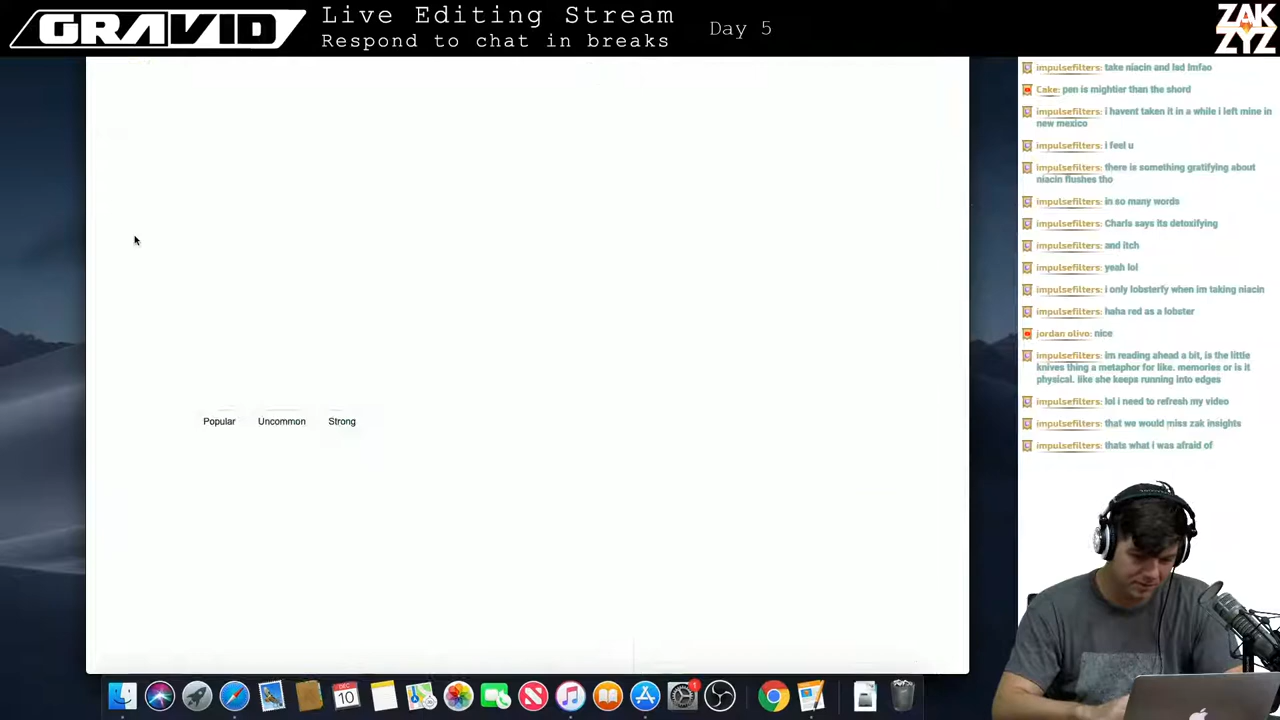 GRAVID
Live Editing Stream
Respond to chat in breaks
Day 5
ZAK
ZYZ
impulsefilters: take niacin and lsd lmfao
Cake: pen is mightier than the shord
impulsefilters: i havent taken it in a while i left mine in
new mexico
impulsefilters: i feel u
impulsefilters: there is something gratifying about
niacin flushes tho
impulsefilters: in so many words
impulsefilters: Charls says its detoxifying
impulsefilters: and itch
impulsefilters: yeah lol
impulsefilters: i only lobsterfy when im taking niacin
impulsefilters: haha red as a lobster
jordan olivo: nice
impulsefilters: im reading ahead a bit, is the little
knives thing a metaphor for like. memories or is it
physical. like she keeps running into edges
impulsefilters: lol i need to refresh my video
impulsefilters: that we would miss zak insights
impulsefilters: thats what i was afraid of
Popular Uncommon Strong
DEC
10
1